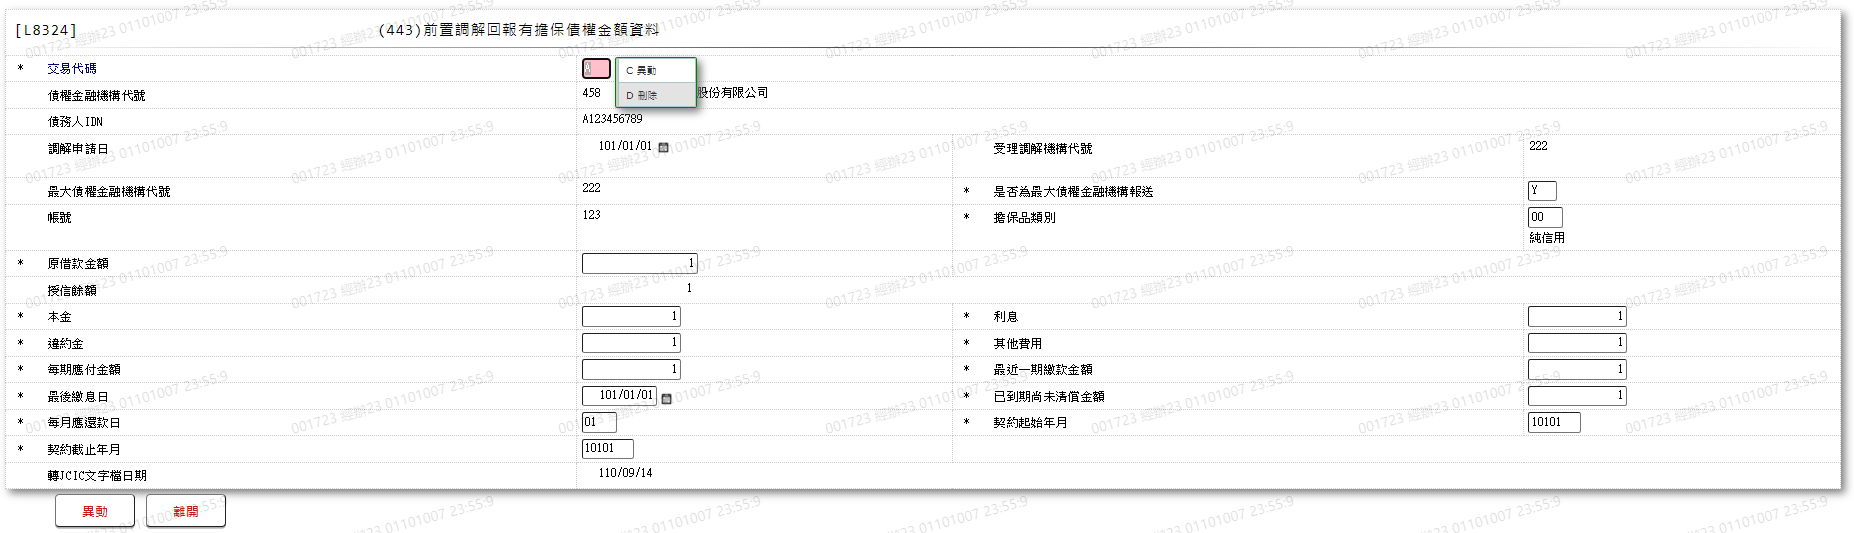 [L8324] (443)前置調解回報有擔保債權金額資料
* 交易代碼
C 異動
D 刪除
債權金融機構代號 458 股份有限公司
債務人IDN A123456789
調解申請日 101/01/01 受理調解機構代號 222
最大債權金融機構代號 222 * 是否為最大債權金融機構報送 Y
帳號 123 * 擔保品類別 00
純信用
* 原借款金額 1
授信餘額 1
* 本金 1 * 利息 1
* 違約金 1 * 其他費用 1
* 每期應付金額 1 * 最近一期繳款金額 1
* 最後繳息日 101/01/01 * 已到期尚未清償金額 1
* 每月應還款日 01 * 契約起始年月 10101
* 契約截止年月 10101
轉JCIC文字檔日期 110/09/14
異動 離開
001723 經辦23 01101007 23:55:9